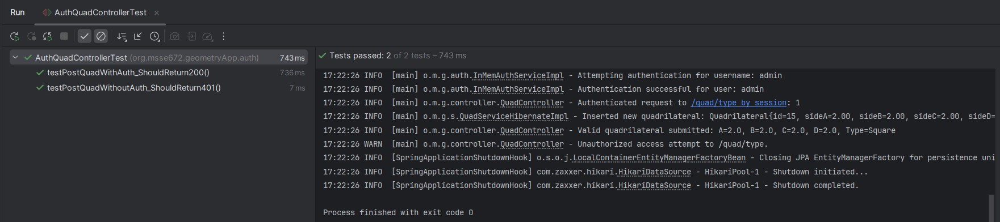 Run AuthQuadControllerTest
AuthQuadControllerTest (org.msse672.geometryApp.auth) 743 ms
testPostQuadWithAuth_ShouldReturn200() 736 ms
testPostQuadWithoutAuth_ShouldReturn401() 7 ms
Tests passed: 2 of 2 tests – 743 ms
17:22:26 INFO [main] o.m.g.auth.InMemAuthServiceImpl - Attempting authentication for username: admin
17:22:26 INFO [main] o.m.g.auth.InMemAuthServiceImpl - Authentication successful for user: admin
17:22:26 INFO [main] o.m.g.controller.QuadController - Authenticated request to /quad/type by session: 1
17:22:26 INFO [main] o.m.g.s.QuadServiceHibernateImpl - Inserted new quadrilateral: Quadrilateral{id=15, sideA=2.00, sideB=2.00, sideC=2.00, sideD=
17:22:26 INFO [main] o.m.g.controller.QuadController - Valid quadrilateral submitted: A=2.0, B=2.0, C=2.0, D=2.0, Type=Square
17:22:26 WARN [main] o.m.g.controller.QuadController - Unauthorized access attempt to /quad/type.
17:22:26 INFO [SpringApplicationShutdownHook] o.s.o.j.LocalContainerEntityManagerFactoryBean - Closing JPA EntityManagerFactory for persistence uni
17:22:26 INFO [SpringApplicationShutdownHook] com.zaxxer.hikari.HikariDataSource - HikariPool-1 - Shutdown initiated...
17:22:26 INFO [SpringApplicationShutdownHook] com.zaxxer.hikari.HikariDataSource - HikariPool-1 - Shutdown completed.
Process finished with exit code 0